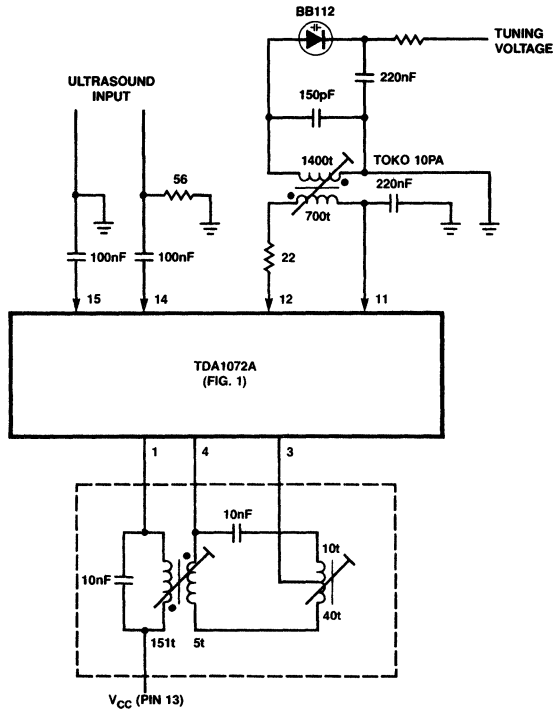 BB112
TUNING
VOLTAGE
220nF
ULTRASOUND
INPUT
150pF
1400t
TOKO 10PA
56
220nF
700t
100nF
100nF
22
15
14
12
11
TDA1072A
(FIG. 1)
1
4
3
10nF
10t
10nF
40t
151t
5t
VCC (PIN 13)